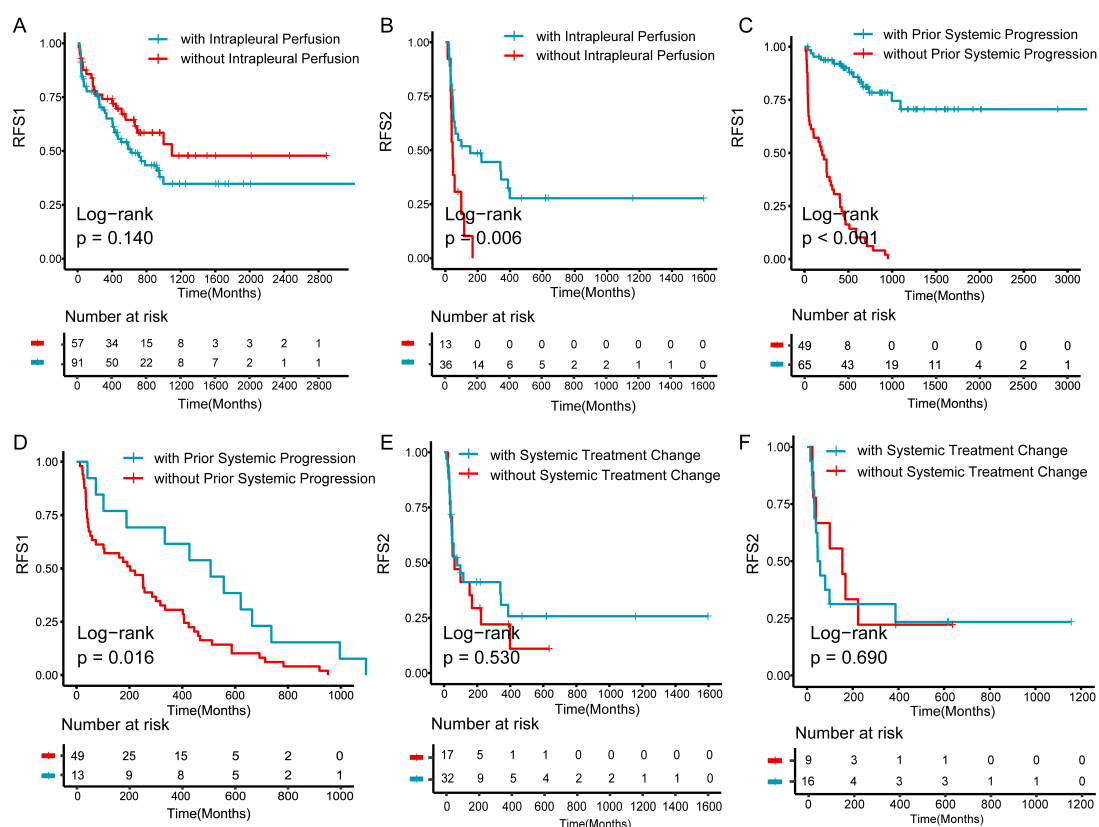 A
with Intrapleural Perfusion
without Intrapleural Perfusion
RFS1
1.00
0.75
0.50
0.25
0.00
Log−rank
p = 0.140
0 400 800 1200 1600 2000 2400 2800
Time(Months)
Number at risk
57 34 15 8 3 3 2 1
91 50 22 8 7 2 1 1
0 400 800 1200 1600 2000 2400 2800
Time(Months)
B
with Intrapleural Perfusion
without Intrapleural Perfusion
RFS2
1.00
0.75
0.50
0.25
0.00
Log−rank
p = 0.006
0 200 400 600 800 1000 1200 1400 1600
Time(Months)
Number at risk
13 0 0 0 0 0 0 0 0
36 14 6 5 2 2 1 1 0
0 200 400 600 800 1000 1200 1400 1600
Time(Months)
C
with Prior Systemic Progression
without Prior Systemic Progression
RFS1
1.00
0.75
0.50
0.25
0.00
Log−rank
p < 0.001
0 500 1000 1500 2000 2500 3000
Time(Months)
Number at risk
49 8 0 0 0 0 0
65 43 19 11 4 2 1
0 500 1000 1500 2000 2500 3000
Time(Months)
D
with Prior Systemic Progression
without Prior Systemic Progression
RFS1
1.00
0.75
0.50
0.25
0.00
Log−rank
p = 0.016
0 200 400 600 800 1000
Time(Months)
Number at risk
49 25 15 5 2 0
13 9 8 5 2 1
0 200 400 600 800 1000
Time(Months)
E
with Systemic Treatment Change
without Systemic Treatment Change
RFS2
1.00
0.75
0.50
0.25
0.00
Log−rank
p = 0.530
0 200 400 600 800 1000 1200 1400 1600
Time(Months)
Number at risk
17 5 1 1 0 0 0 0 0
32 9 5 4 2 2 1 1 0
0 200 400 600 800 1000 1200 1400 1600
Time(Months)
F
with Systemic Treatment Change
without Systemic Treatment Change
RFS2
1.00
0.75
0.50
0.25
0.00
Log−rank
p = 0.690
0 200 400 600 800 1000 1200
Time(Months)
Number at risk
9 3 1 1 0 0 0
16 4 3 3 1 1 0
0 200 400 600 800 1000 1200
Time(Months)